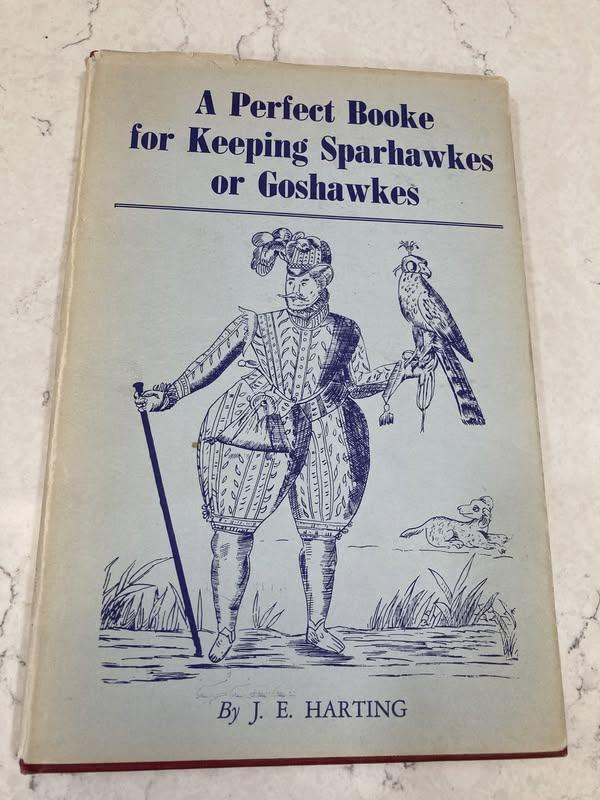 A Perfect Booke
for Keeping Sparhawkes
or Goshawkes
By J. E. HARTING